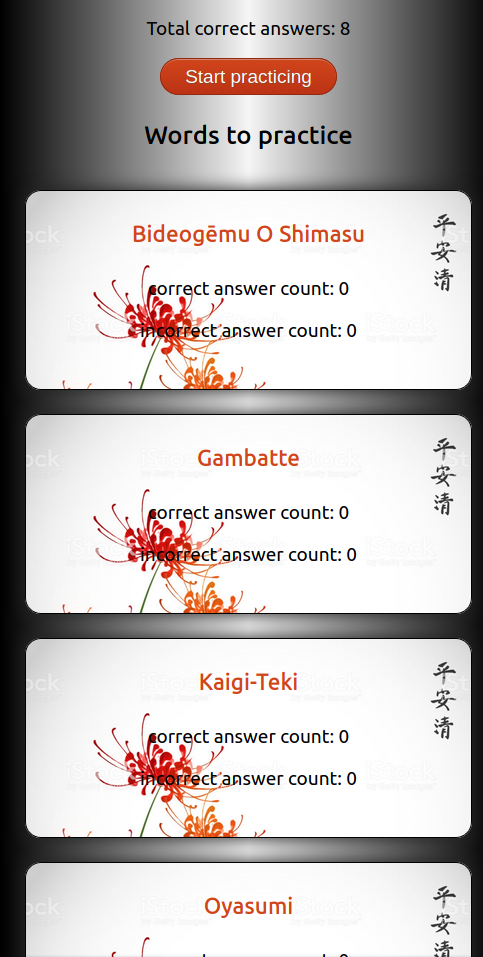 Total correct answers: 8
Start practicing
Words to practice
Bideogēmu O Shimasu
平安清
correct answer count: 0
incorrect answer count: 0
Gambatte
平安清
correct answer count: 0
incorrect answer count: 0
Kaigi-Teki
平安清
correct answer count: 0
incorrect answer count: 0
Oyasumi
平安清